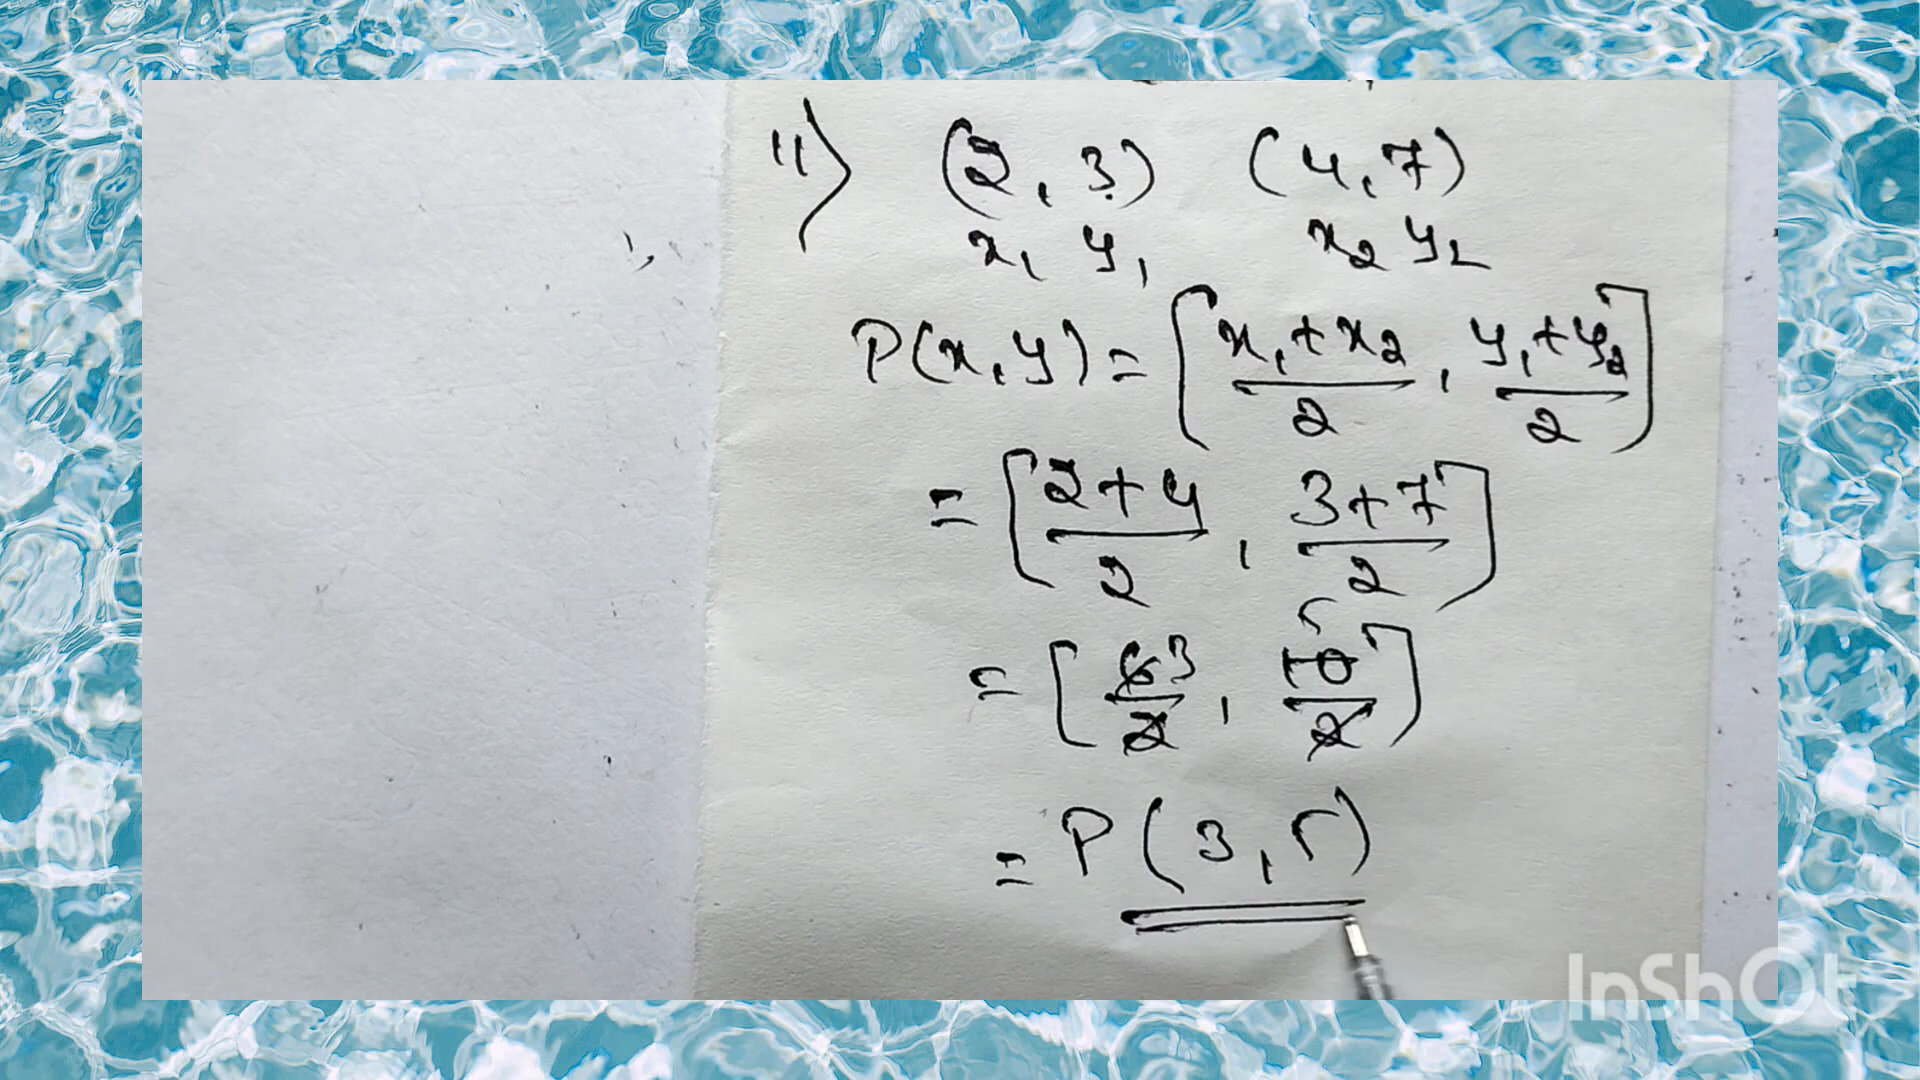 11) (2, 3) (4, 7)
x₁ y₁ x₂ y₂
P(x, y) = [x₁+x₂/2, y₁+y₂/2]
= [2+4/2, 3+7/2]
= [6/2 3, 10/2 5]
= P(3, 5)
InShOt